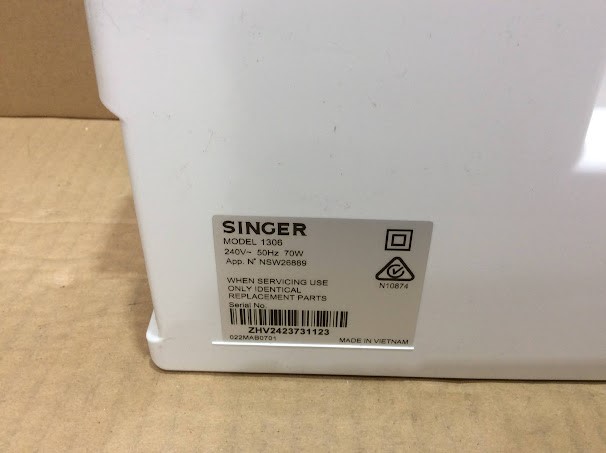 SINGER
MODEL 1306
240V~ 50Hz 70W
App. N° NSW26889
N10874
WHEN SERVICING USE
ONLY IDENTICAL
REPLACEMENT PARTS
Serial No.
ZHV2423731123
022MAB0701
MADE IN VIETNAM